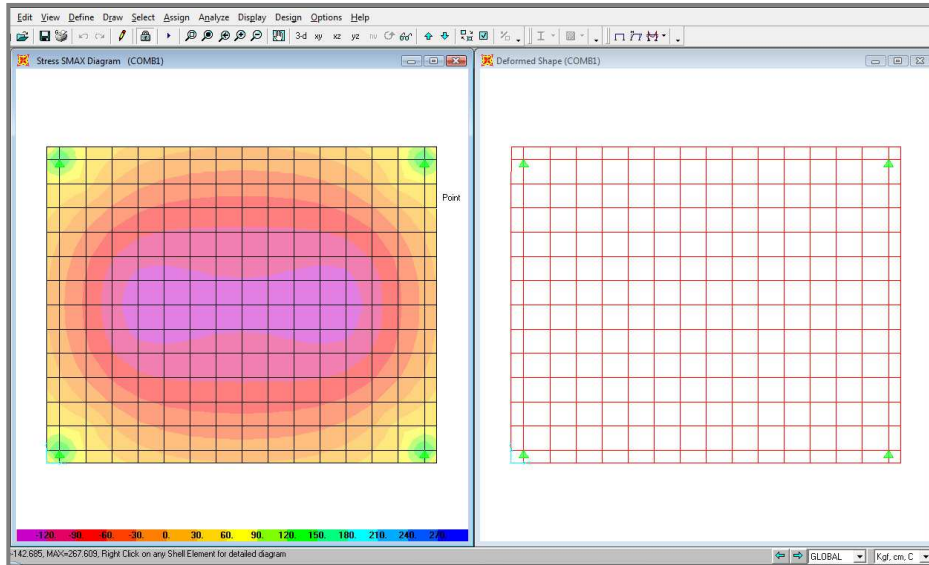 Edit View Define Draw Select Assign Analyze Display Design Options Help
3-d xy xz yz nv
Stress SMAX Diagram (COMB1)
Deformed Shape (COMB1)
Point
-120. -90. -60. -30. 0. 30. 60. 90. 120. 150. 180. 210. 240. 270.
-142.685, MAX=267.609, Right Click on any Shell Element for detailed diagram
GLOBAL
Kgf, cm, C